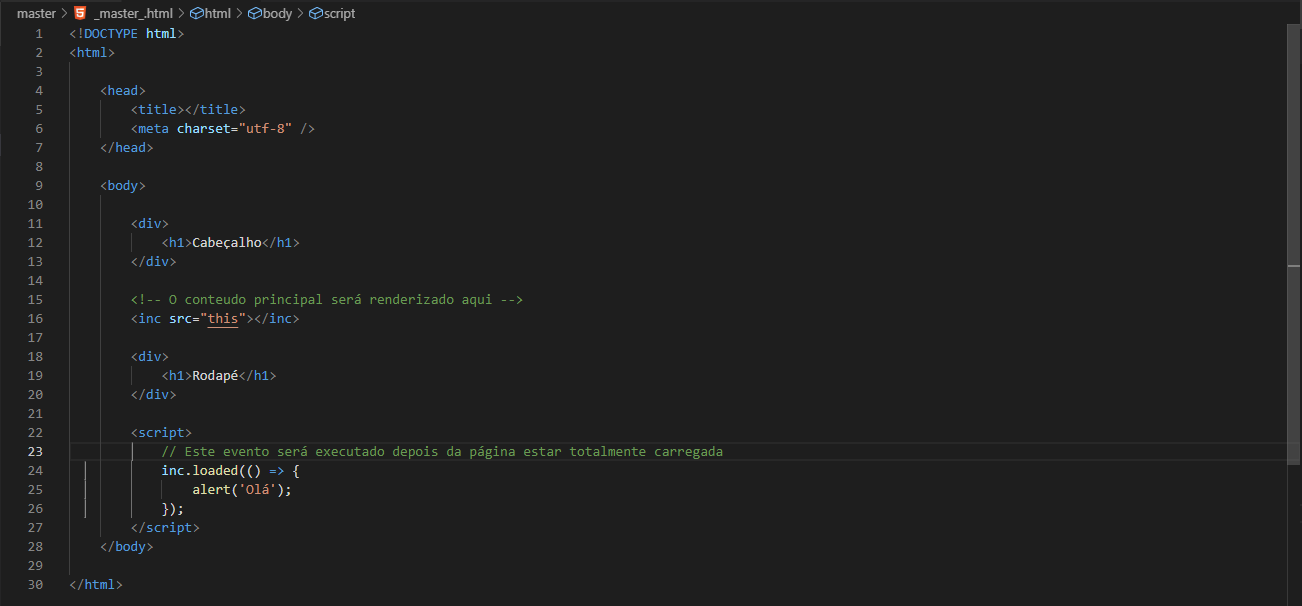 master > _master_.html > html > body > script
1 <!DOCTYPE html>
2 <html>
3
4 <head>
5 <title></title>
6 <meta charset="utf-8" />
7 </head>
8
9 <body>
10
11 <div>
12 <h1>Cabeçalho</h1>
13 </div>
14
15 <!-- O conteudo principal será renderizado aqui -->
16 <inc src="this"></inc>
17
18 <div>
19 <h1>Rodapé</h1>
20 </div>
21
22 <script>
23 // Este evento será executado depois da página estar totalmente carregada
24 inc.loaded(() => {
25 alert('Olá');
26 });
27 </script>
28 </body>
29
30 </html>